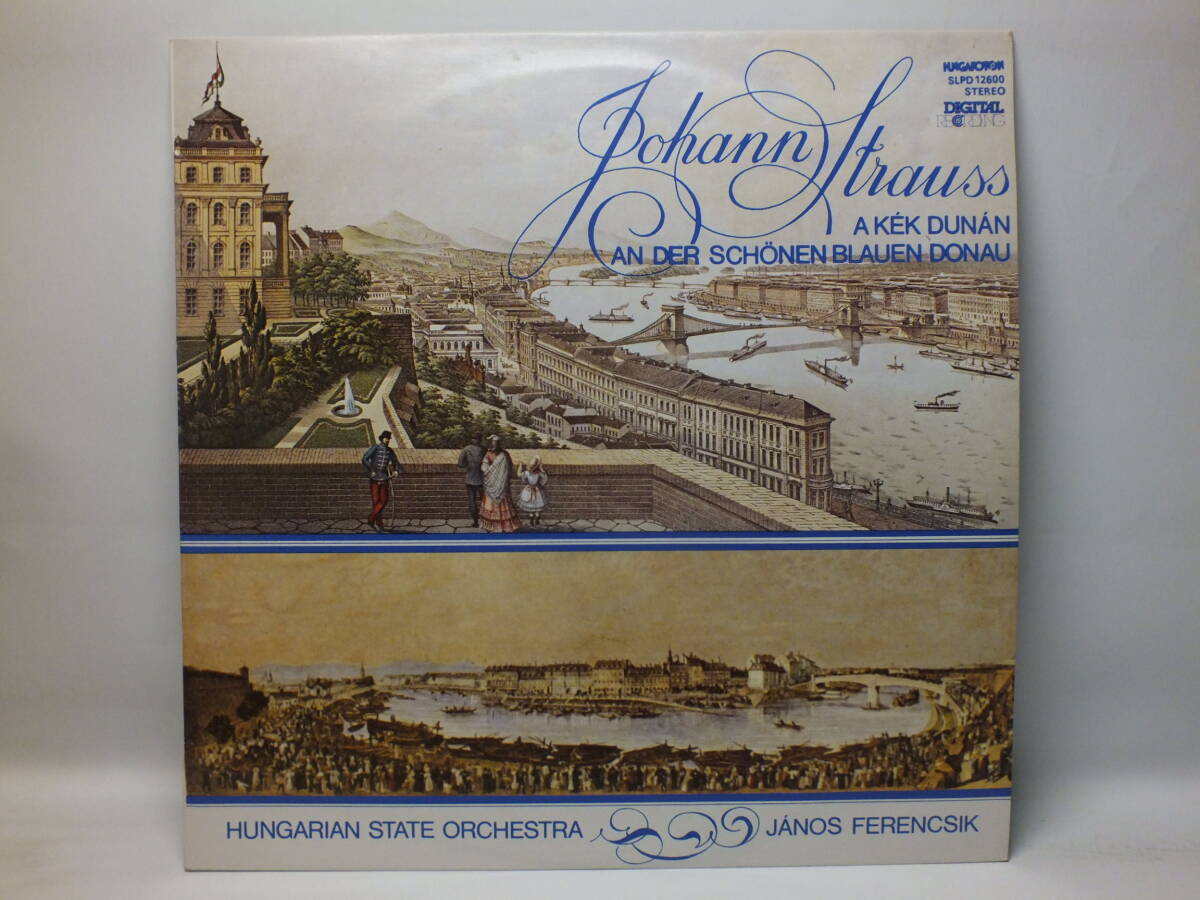 HUNGAROTON
SLPD 12600
STEREO
DIGITAL
RECORDING
Johann Strauss
A KÉK DUNÁN
AN DER SCHÖNEN BLAUEN DONAU
HUNGARIAN STATE ORCHESTRA JÁNOS FERENCSIK